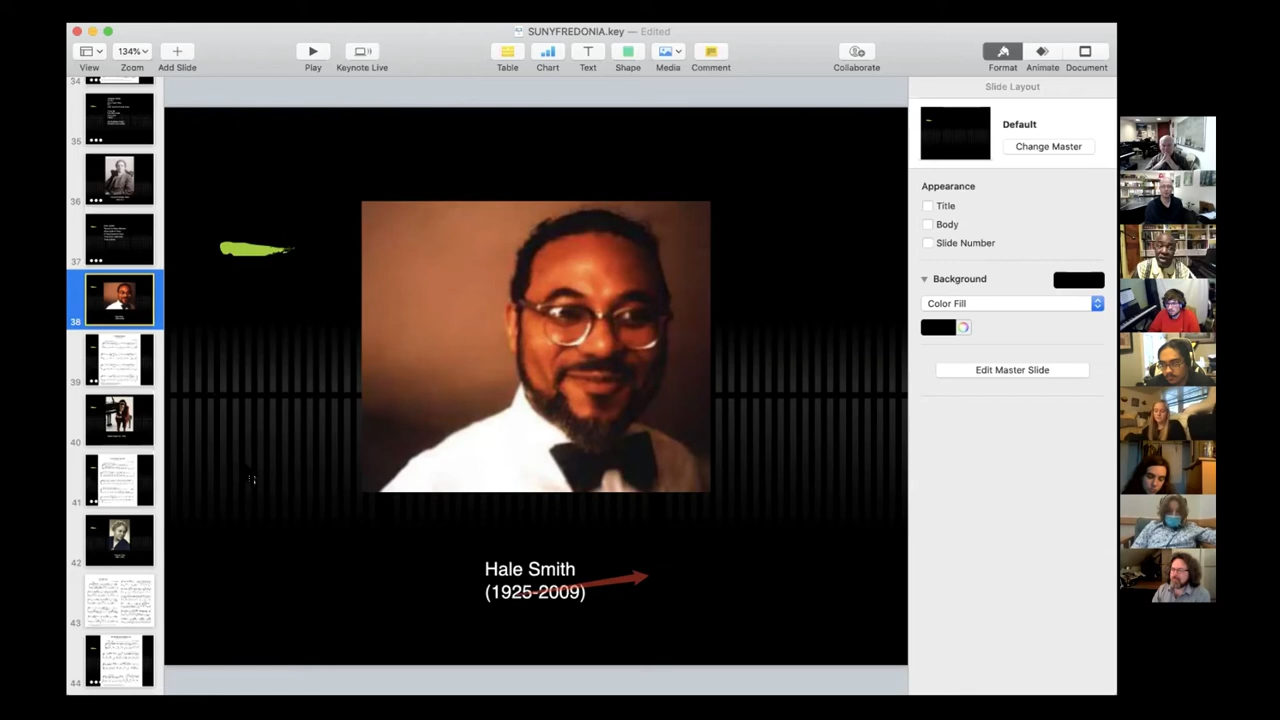 SUNYFREDONIA.key — Edited
View
134%
Zoom
Add Slide
Play
Keynote Live
Table
Chart
Text
Shape
Media
Comment
Collaborate
Format
Animate
Document
Slide Layout
Default
Change Master
Appearance
Title
Body
Slide Number
Background
Color Fill
Edit Master Slide
34
35
36
37
38
39
40
41
42
43
44
Hale Smith
(1925-2009)